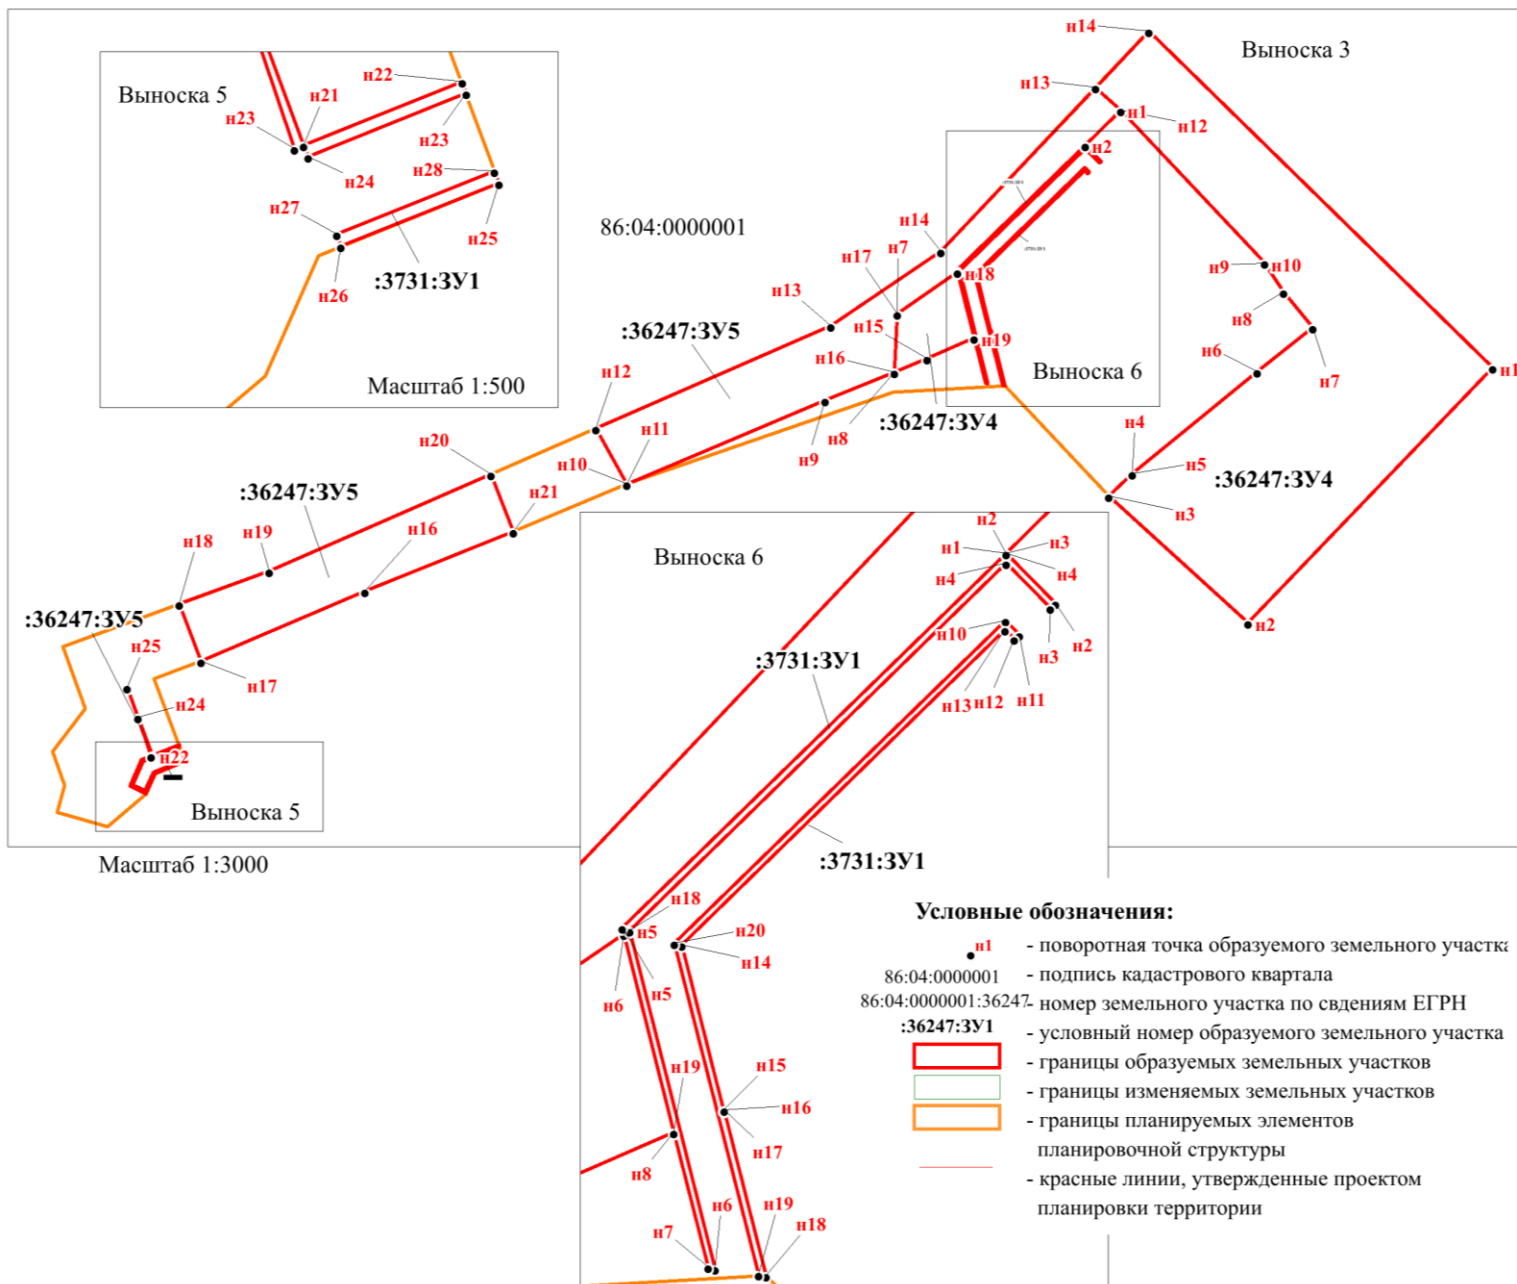 н14
Выноска 3
н22
Выноска 5
н21
н13
н23
н1
н12
н23
н2
н28
н24
86:04:0000001
н27
н14
н7
н17
н9
н10
н18
н25
:3731:ЗУ1
н26
н13
н8
:36247:ЗУ5
н15
н19
н16
н6
н7
Выноска 6
н1
Масштаб 1:500
н12
:36247:ЗУ4
н8
н9
н4
н20
н11
н10
н5
:36247:ЗУ4
:36247:ЗУ5
н21
н3
н16
н19
н18
н2
Выноска 6
н2
н1
н3
н4
н4
:36247:ЗУ5
н25
н10
н2
н3
:3731:ЗУ1
н17
н24
н13
н12
н11
н22
Выноска 5
Масштаб 1:3000
:3731:ЗУ1
н18
н5
н20
н14
н6
н5
Условные обозначения:
н1 - поворотная точка образуемого земельного участка
86:04:0000001 - подпись кадастрового квартала
86:04:0000001:36247 - номер земельного участка по свдениям ЕГРН
:36247:ЗУ1 - условный номер образуемого земельного участка
- границы образуемых земельных участков
- границы изменяемых земельных участков
- границы планируемых элементов
планировочной структуры
- красные линии, утвержденные проектом
планировки территории
н19
н15
н16
н17
н8
н6
н7
н19
н18